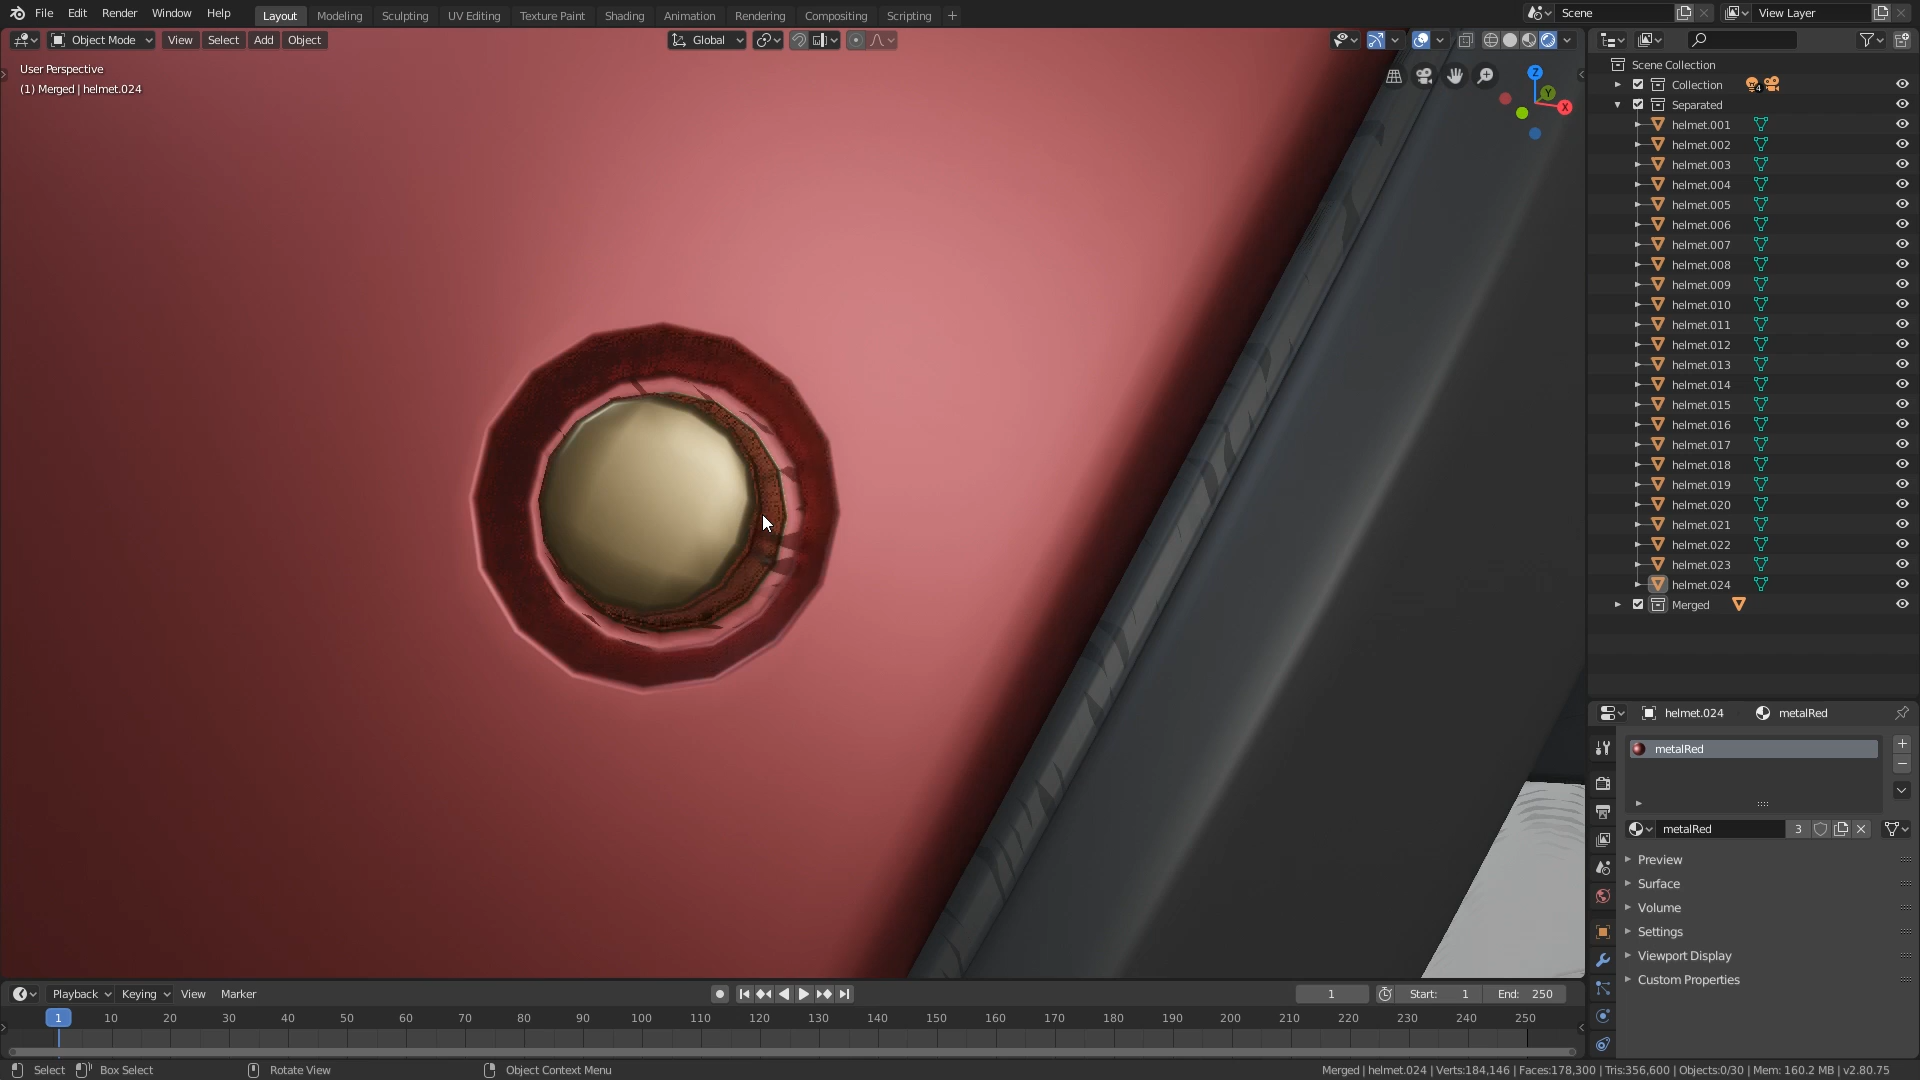 File Edit Render Window Help Layout Modeling Sculpting UV Editing Texture Paint Shading Animation Rendering Compositing Scripting + Scene View Layer
Object Mode View Select Add Object Global
User Perspective
(1) Merged | helmet.024
Z
Y
X
Scene Collection
Collection 4
Separated
helmet.001
helmet.002
helmet.003
helmet.004
helmet.005
helmet.006
helmet.007
helmet.008
helmet.009
helmet.010
helmet.011
helmet.012
helmet.013
helmet.014
helmet.015
helmet.016
helmet.017
helmet.018
helmet.019
helmet.020
helmet.021
helmet.022
helmet.023
helmet.024
Merged
helmet.024 metalRed
metalRed
metalRed 3
Preview
Surface
Volume
Settings
Viewport Display
Custom Properties
Playback Keying View Marker 1 Start: 1 End: 250
1 10 20 30 40 50 60 70 80 90 100 110 120 130 140 150 160 170 180 190 200 210 220 230 240 250
Select Box Select Rotate View Object Context Menu Merged | helmet.024 | Verts:184,146 | Faces:178,300 | Tris:356,600 | Objects:0/30 | Mem: 160.2 MB | v2.80.75